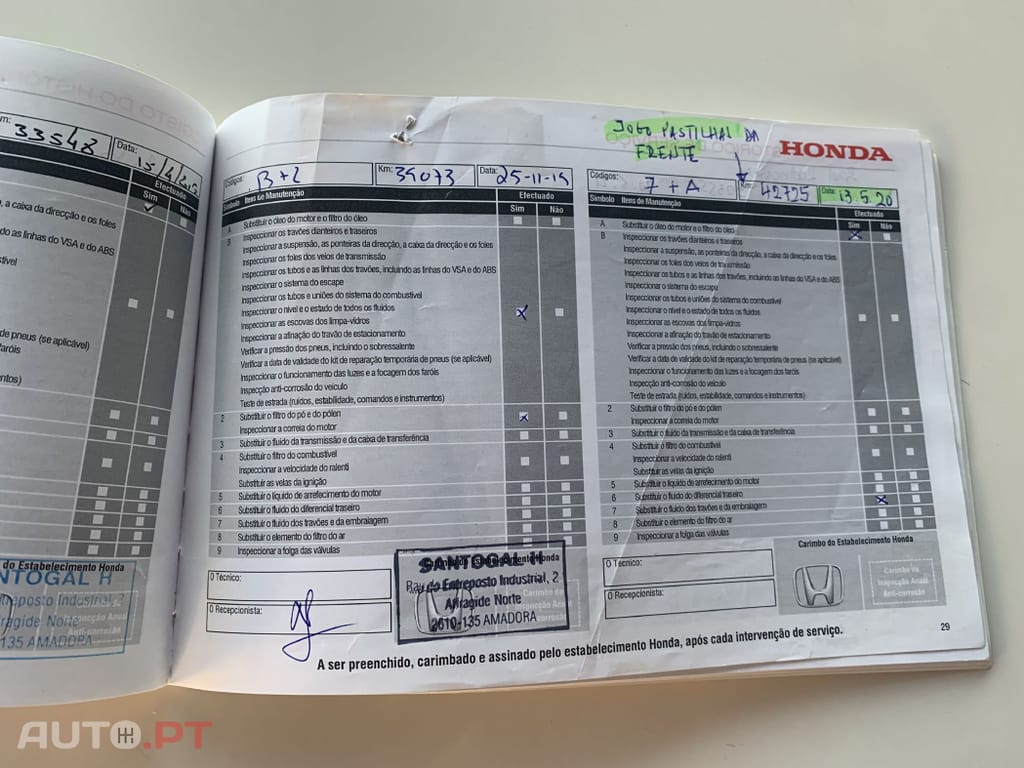 Km: 33548
Data: 15/4/
Efectuado
Sim Não
, a caixa da direcção e os foles
do as linhas do VSA e do ABS
stível
de pneus (se aplicável)
faróis
entos)
do Estabelecimento Honda
NTOGAL H
ntreposto Industrial, 2
fragide Norte
135 AMADORA
Códigos: B+2
Km: 39073
Data: 25-11-19
Símbolo Itens de Manutenção
Efectuado
Sim Não
A Substituir o óleo do motor e o filtro do óleo
B Inspeccionar os travões dianteiros e traseiros
Inspeccionar a suspensão, as ponteiras da direcção, a caixa da direcção e os foles
Inspeccionar os foles dos veios de transmissão
Inspeccionar os tubos e as linhas dos travões, incluindo as linhas do VSA e do ABS
Inspeccionar o sistema do escape
Inspeccionar os tubos e uniões do sistema do combustível
Inspeccionar o nível e o estado de todos os fluidos
Inspeccionar as escovas dos limpa-vidros
Inspeccionar a afinação do travão de estacionamento
Verificar a pressão dos pneus, incluindo o sobressalente
Verificar a data de validade do kit de reparação temporária de pneus (se aplicável)
Inspeccionar o funcionamento das luzes e a focagem dos faróis
Inspecção anti-corrosão do veículo
Teste de estrada (ruídos, estabilidade, comandos e instrumentos)
2 Substituir o filtro do pó e do pólen
Inspeccionar a correia do motor
3 Substituir o fluido da transmissão e da caixa de transferência
4 Substituir o filtro do combustível
Inspeccionar a velocidade do ralenti
Substituir as velas da ignição
5 Substituir o líquido de arrefecimento do motor
6 Substituir o fluido do diferencial traseiro
7 Substituir o fluido dos travões e da embraiagem
8 Substituir o elemento do filtro do ar
9 Inspeccionar a folga das válvulas
O Técnico:
O Recepcionista:
Carimbo do Estabelecimento Honda
SANTOGAL H
Rua do Entreposto Industrial, 2
Alfragide Norte
2610-135 AMADORA
JOGO PASTILHAS DA
FRENTE
HONDA
Códigos: 7+A
42725
Data: 13.5.20
Símbolo Itens de Manutenção
Efectuado
Sim Não
A Substituir o óleo do motor e o filtro do óleo
B Inspeccionar os travões dianteiros e traseiros
Inspeccionar a suspensão, as ponteiras da direcção, a caixa da direcção e os foles
Inspeccionar os foles dos veios de transmissão
Inspeccionar os tubos e as linhas dos travões, incluindo as linhas do VSA e do ABS
Inspeccionar o sistema do escape
Inspeccionar os tubos e uniões do sistema do combustível
Inspeccionar o nível e o estado de todos os fluidos
Inspeccionar as escovas dos limpa-vidros
Inspeccionar a afinação do travão de estacionamento
Verificar a pressão dos pneus, incluindo o sobressalente
Verificar a data de validade do kit de reparação temporária de pneus (se aplicável)
Inspeccionar o funcionamento das luzes e a focagem dos faróis
Inspecção anti-corrosão do veículo
Teste de estrada (ruídos, estabilidade, comandos e instrumentos)
2 Substituir o filtro do pó e do pólen
Inspeccionar a correia do motor
3 Substituir o fluido da transmissão e da caixa de transferência
4 Substituir o filtro do combustível
Inspeccionar a velocidade do ralenti
Substituir as velas da ignição
5 Substituir o líquido de arrefecimento do motor
6 Substituir o fluido do diferencial traseiro
7 Substituir o fluido dos travões e da embraiagem
8 Substituir o elemento do filtro do ar
9 Inspeccionar a folga das válvulas
O Técnico:
O Recepcionista:
Carimbo do Estabelecimento Honda
Carimbo da
Inspecção Anual
Anti-corrosão
A ser preenchido, carimbado e assinado pelo estabelecimento Honda, após cada intervenção de serviço.
29
AUTO.PT